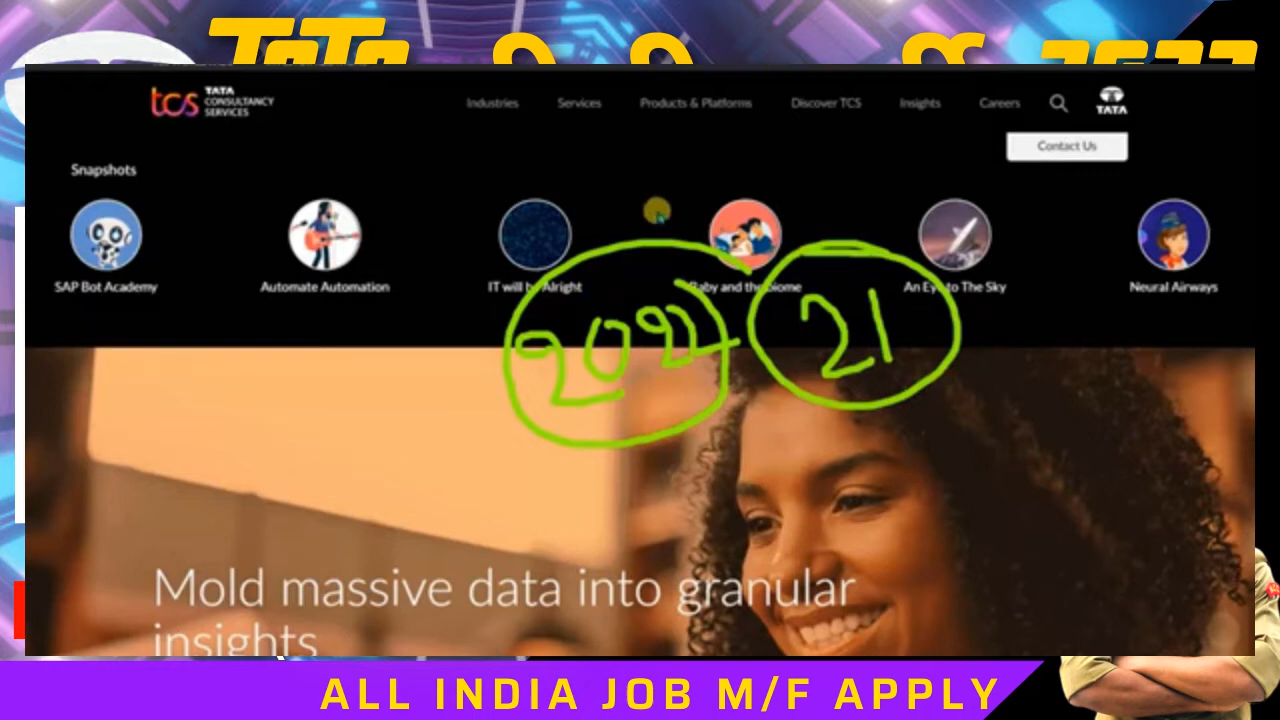 TaTa
tcs TATA CONSULTANCY SERVICES
Industries Services Products & Platforms Discover TCS Insights Careers
TATA
Contact Us
Snapshots
SAP Bot Academy Automate Automation IT will be Alright Baby and the Biome An Eye to The Sky Neural Airways
2022 21
Mold massive data into granular
insights
ALL INDIA JOB M/F APPLY